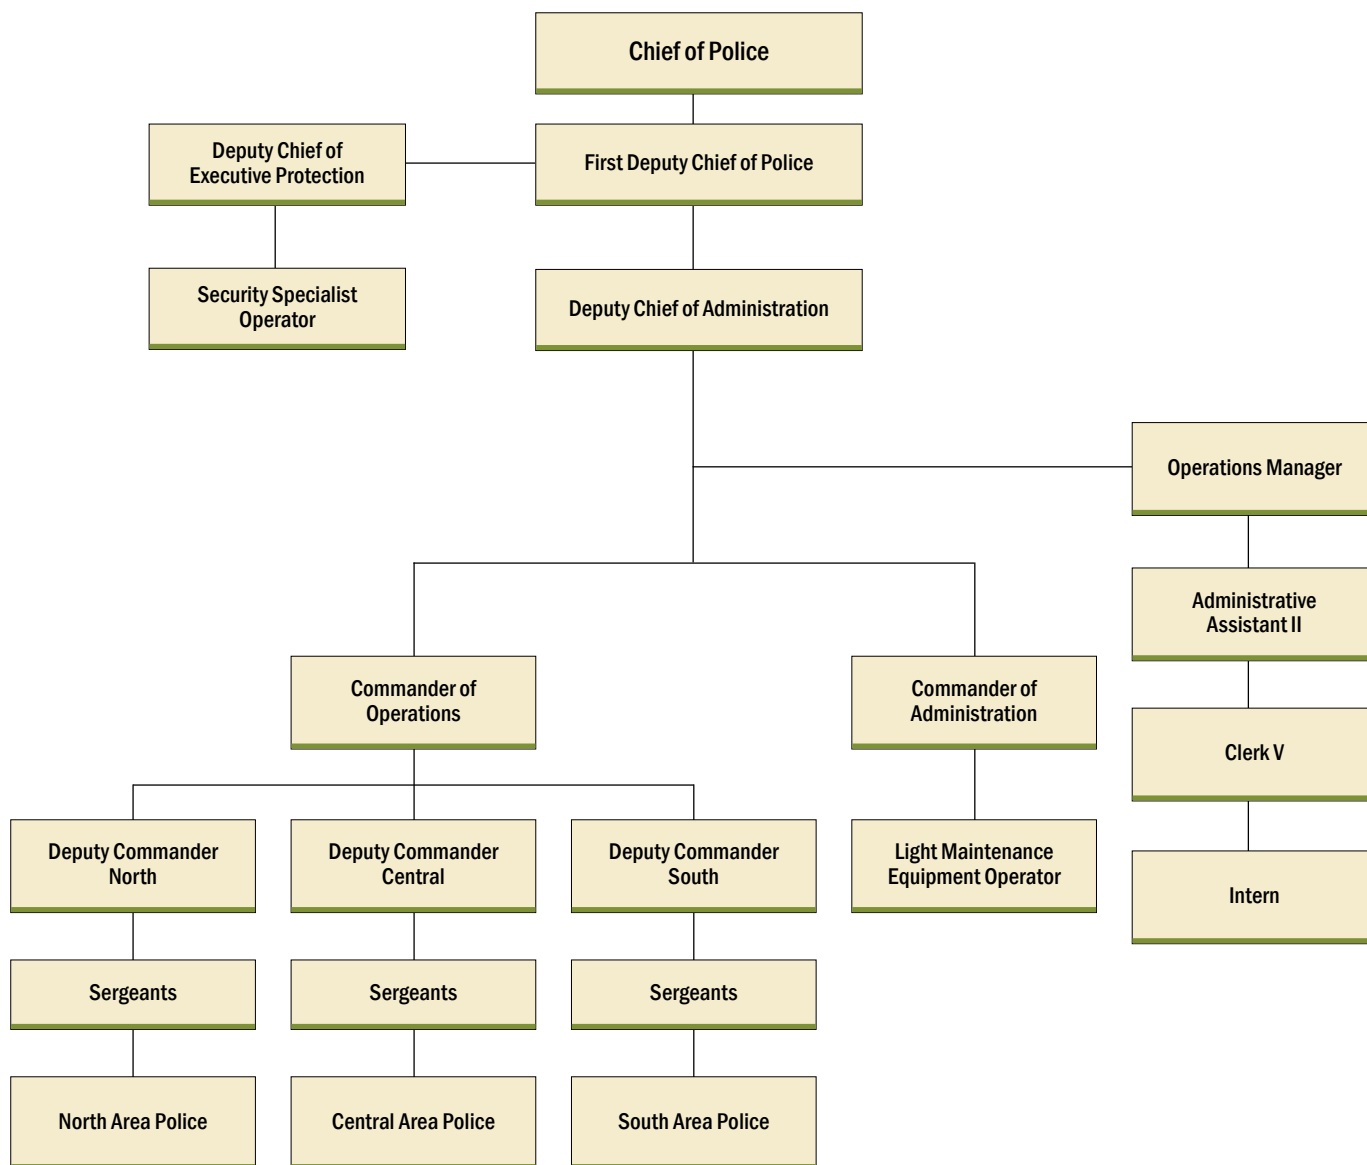 Chief of Police
Deputy Chief of
Executive Protection
First Deputy Chief of Police
Security Specialist
Operator
Deputy Chief of Administration
Operations Manager
Administrative
Assistant II
Commander of
Operations
Commander of
Administration
Clerk V
Deputy Commander
North
Deputy Commander
Central
Deputy Commander
South
Light Maintenance
Equipment Operator
Intern
Sergeants
Sergeants
Sergeants
North Area Police
Central Area Police
South Area Police